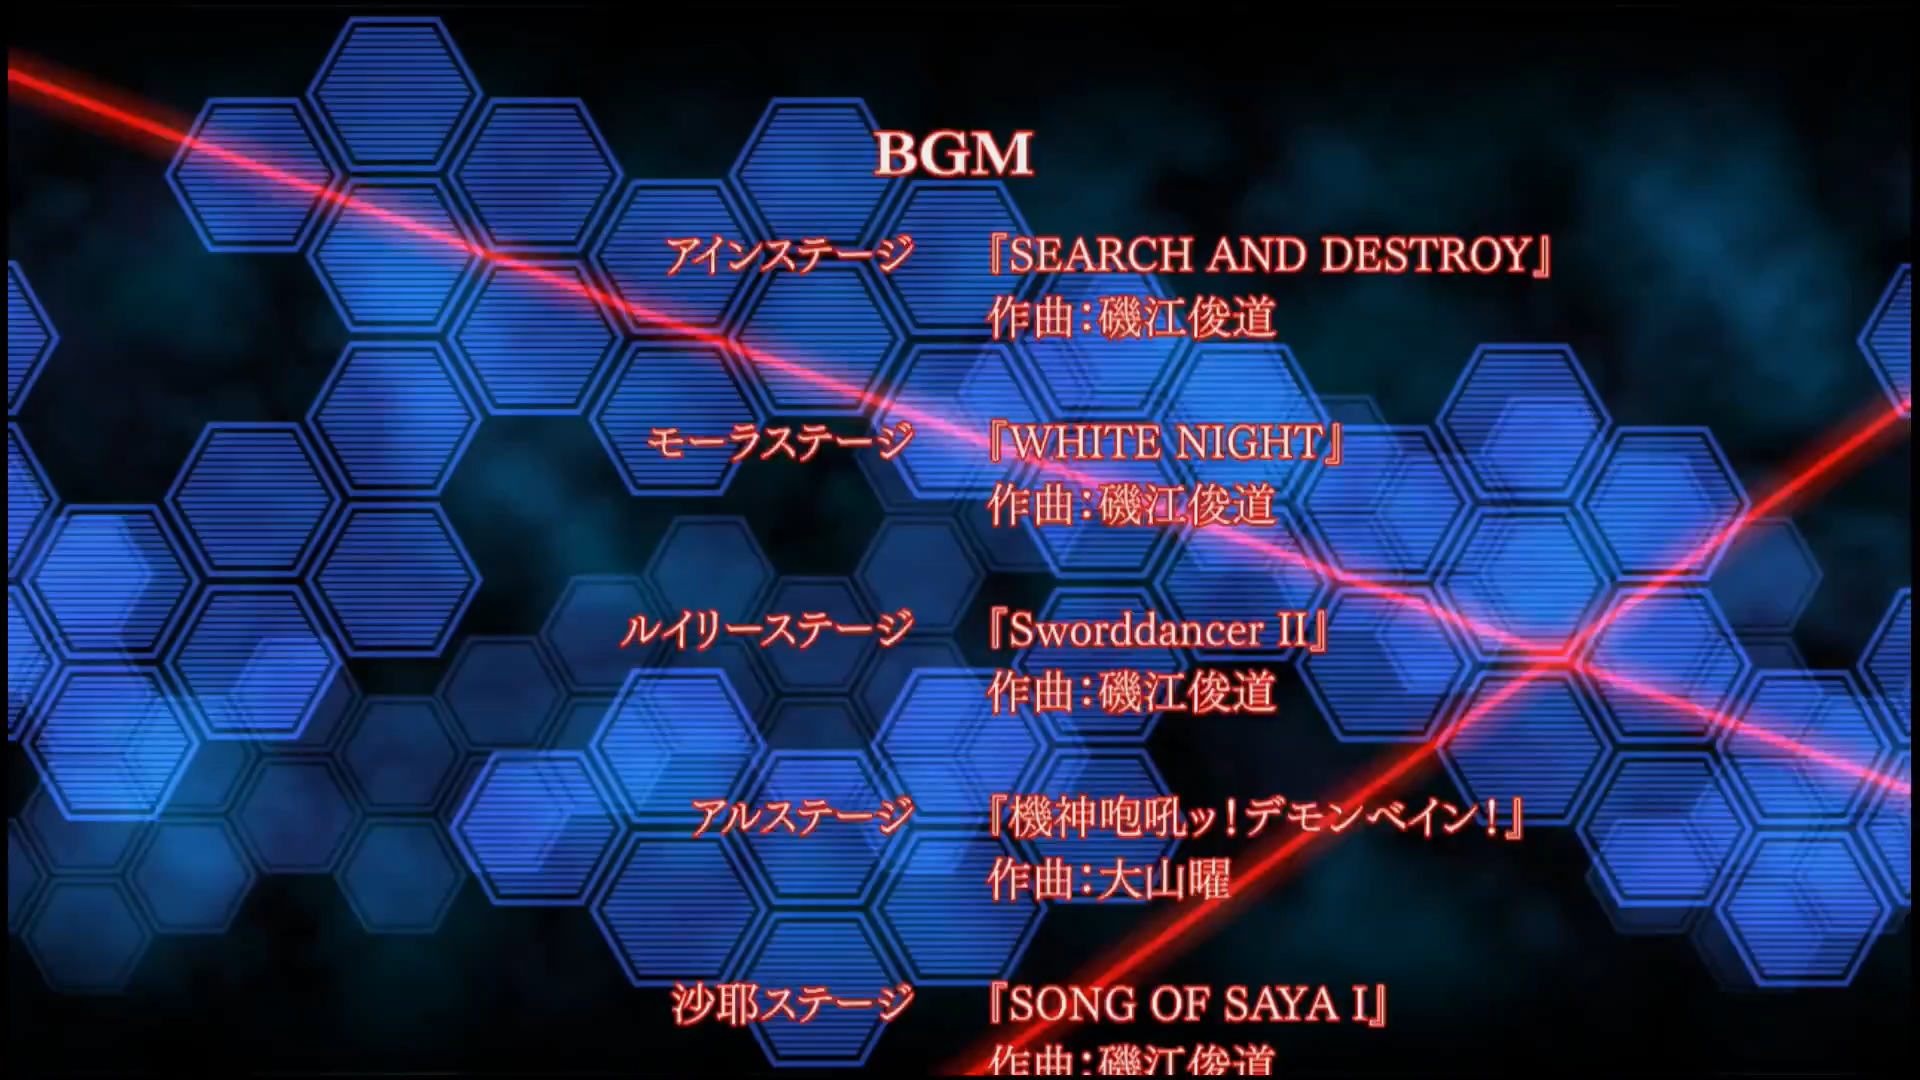 BGM
アインステージ 『SEARCH AND DESTROY』
作曲：磯江俊道
モーラステージ 『WHITE NIGHT』
作曲：磯江俊道
ルイリーステージ 『Sworddancer II』
作曲：磯江俊道
アルステージ 『機神咆吼ッ！デモンベイン！』
作曲：大山曜
沙耶ステージ 『SONG OF SAYA I』
作曲：磯江俊道